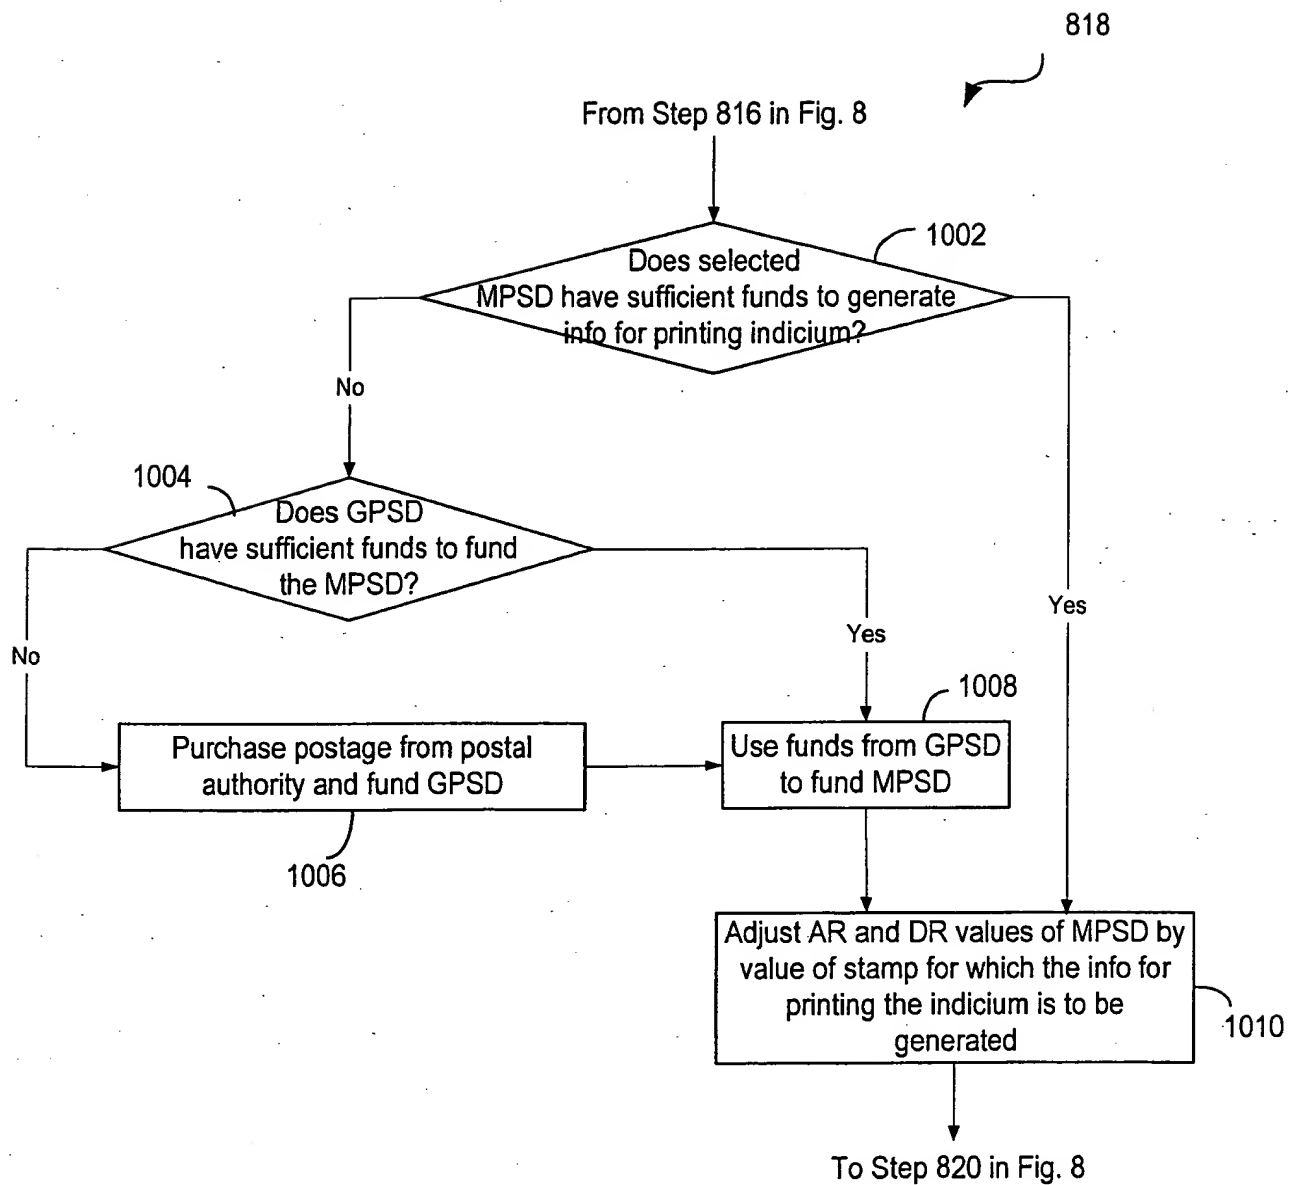 818
From Step 816 in Fig. 8
1002
Does selected
MPSD have sufficient funds to generate
info for printing indicium?
No
1004
Does GPSD
have sufficient funds to fund
the MPSD?
Yes
Yes
No
1008
Purchase postage from postal
authority and fund GPSD
Use funds from GPSD
to fund MPSD
1006
Adjust AR and DR values of MPSD by
value of stamp for which the info for
printing the indicium is to be
generated
1010
To Step 820 in Fig. 8